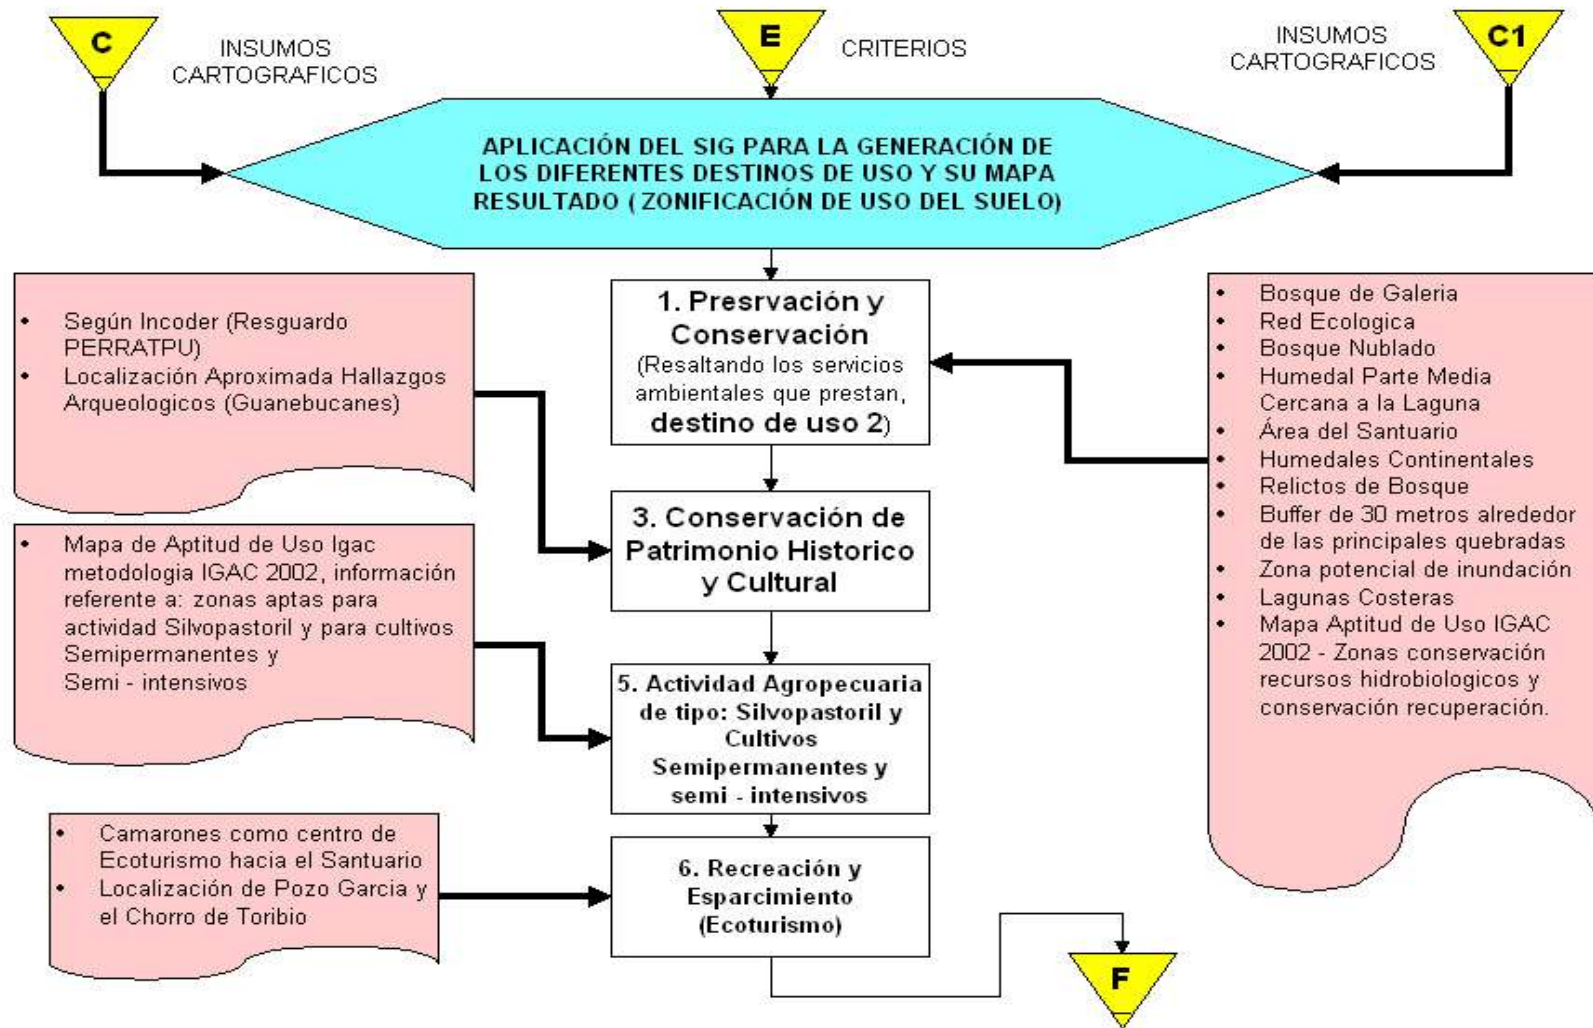 C
INSUMOS
CARTOGRAFICOS
E
CRITERIOS
INSUMOS
CARTOGRAFICOS
C1
APLICACIÓN DEL SIG PARA LA GENERACIÓN DE
LOS DIFERENTES DESTINOS DE USO Y SU MAPA
RESULTADO ( ZONIFICACIÓN DE USO DEL SUELO)
• Según Incoder (Resguardo
PERRATPU)
• Localización Aproximada Hallazgos
Arqueologicos (Guanebucanes)
1. Presrvación y
Conservación
(Resaltando los servicios
ambientales que prestan,
destino de uso 2)
• Bosque de Galeria
• Red Ecologica
• Bosque Nublado
• Humedal Parte Media
Cercana a la Laguna
• Área del Santuario
• Humedales Continentales
• Relictos de Bosque
• Buffer de 30 metros alrededor
de las principales quebradas
• Zona potencial de inundación
• Lagunas Costeras
• Mapa Aptitud de Uso IGAC
2002 - Zonas conservación
recursos hidrobiologicos y
conservación recuperación.
3. Conservación de
Patrimonio Historico
y Cultural
• Mapa de Aptitud de Uso Igac
metodologia IGAC 2002, información
referente a: zonas aptas para
actividad Silvopastoril y para cultivos
Semipermanentes y
Semi - intensivos
5. Actividad Agropecuaria
de tipo: Silvopastoril y
Cultivos
Semipermanentes y
semi - intensivos
• Camarones como centro de
Ecoturismo hacia el Santuario
• Localización de Pozo Garcia y
el Chorro de Toribio
6. Recreación y
Esparcimiento
(Ecoturismo)
F